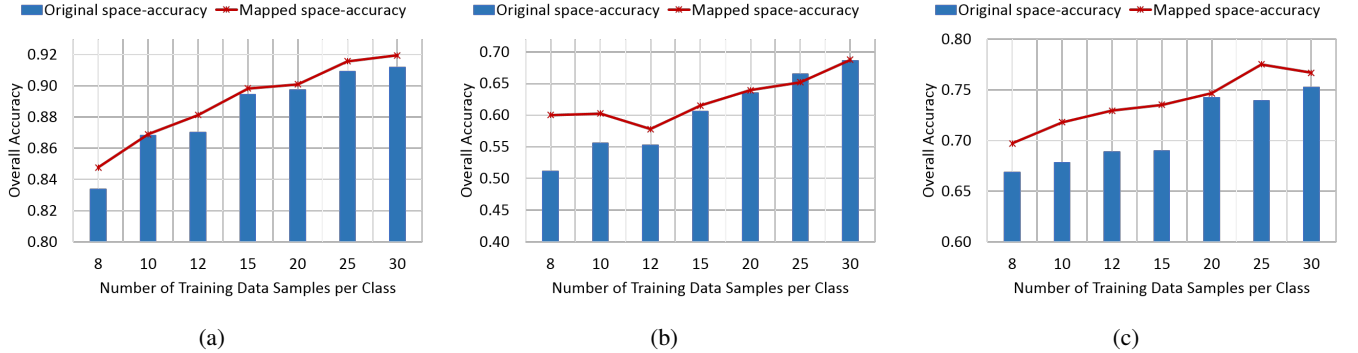 Original space-accuracy Mapped space-accuracy
0.92
0.90
0.88
0.86
0.84
0.82
0.80
Overall Accuracy
8 10 12 15 20 25 30
Number of Training Data Samples per Class
(a)
Original space-accuracy Mapped space-accuracy
0.70
0.65
0.60
0.55
0.50
0.45
0.40
Overall Accuracy
8 10 12 15 20 25 30
Number of Training Data Samples per Class
(b)
Original space-accuracy Mapped space-accuracy
0.80
0.75
0.70
0.65
0.60
Overall Accuracy
8 10 12 15 20 25 30
Number of Training Data Samples per Class
(c)